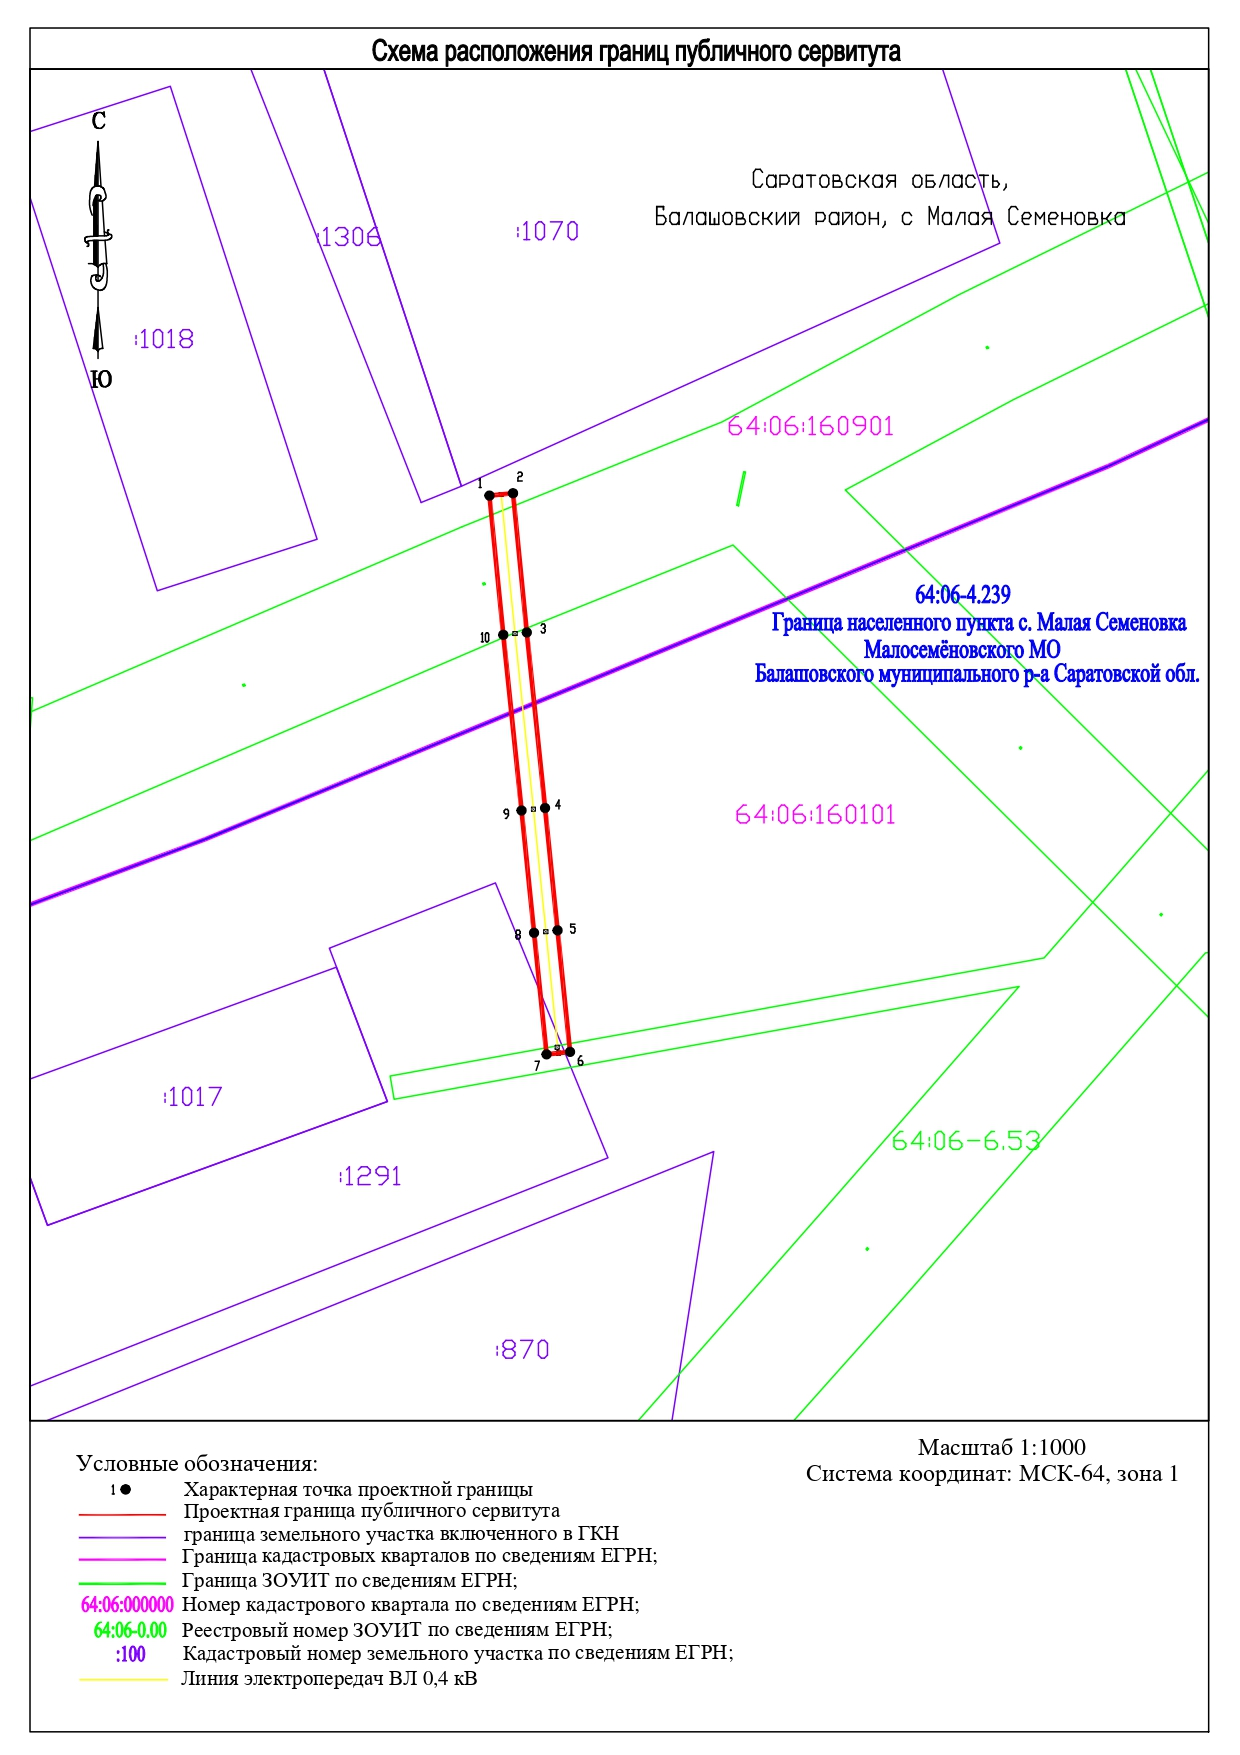 Схема расположения границ публичного сервитута
С
Ю
Саратовская область,
Балашовский район, с Малая Семеновка
:1306
:1070
:1018
64:06:160901
1
2
10
3
64:06-4.239
Граница населенного пункта с. Малая Семеновка
Малосемёновского МО
Балашовского муниципального р-а Саратовской обл.
9
4
64:06:160101
8
5
7
6
:1017
64:06-6.53
:1291
:870
Масштаб 1:1000
Система координат: МСК-64, зона 1
Условные обозначения:
1 Характерная точка проектной границы
Проектная граница публичного сервитута
граница земельного участка включенного в ГКН
Граница кадастровых кварталов по сведениям ЕГРН;
Граница ЗОУИТ по сведениям ЕГРН;
64:06:000000 Номер кадастрового квартала по сведениям ЕГРН;
64:06-0.00 Реестровый номер ЗОУИТ по сведениям ЕГРН;
:100 Кадастровый номер земельного участка по сведениям ЕГРН;
Линия электропередач ВЛ 0,4 кВ